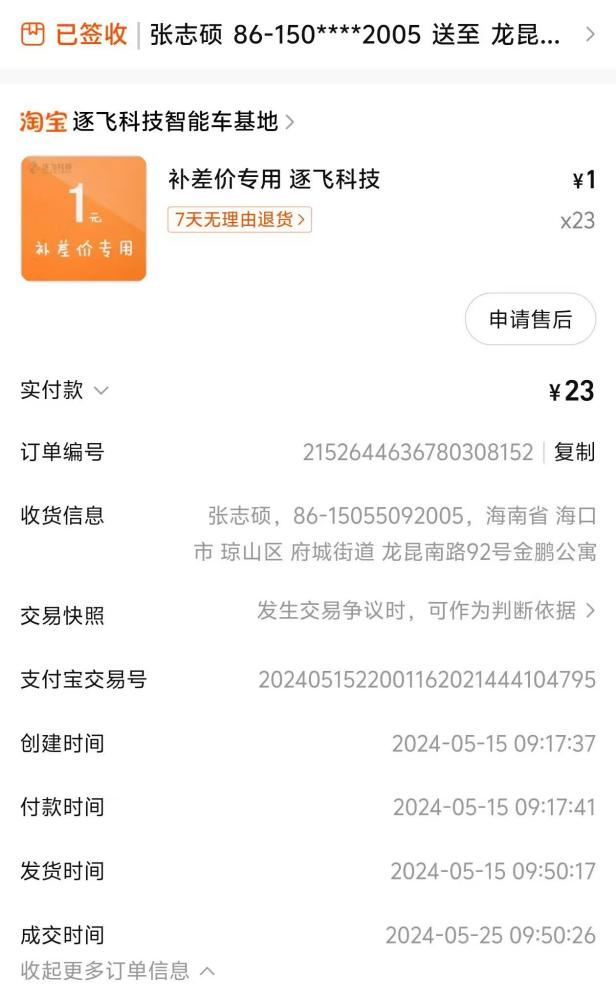 已签收 张志硕 86-150****2005 送至 龙昆...
淘宝 逐飞科技智能车基地
逐飞科技
1元
补差价专用
补差价专用 逐飞科技 ¥1
7天无理由退货 x23
申请售后
实付款 ¥23
订单编号 2152644636780308152 复制
收货信息 张志硕，86-15055092005，海南省 海口
市 琼山区 府城街道 龙昆南路92号金鹏公寓
交易快照 发生交易争议时，可作为判断依据
支付宝交易号 2024051522001162021444104795
创建时间 2024-05-15 09:17:37
付款时间 2024-05-15 09:17:41
发货时间 2024-05-15 09:50:17
成交时间 2024-05-25 09:50:26
收起更多订单信息